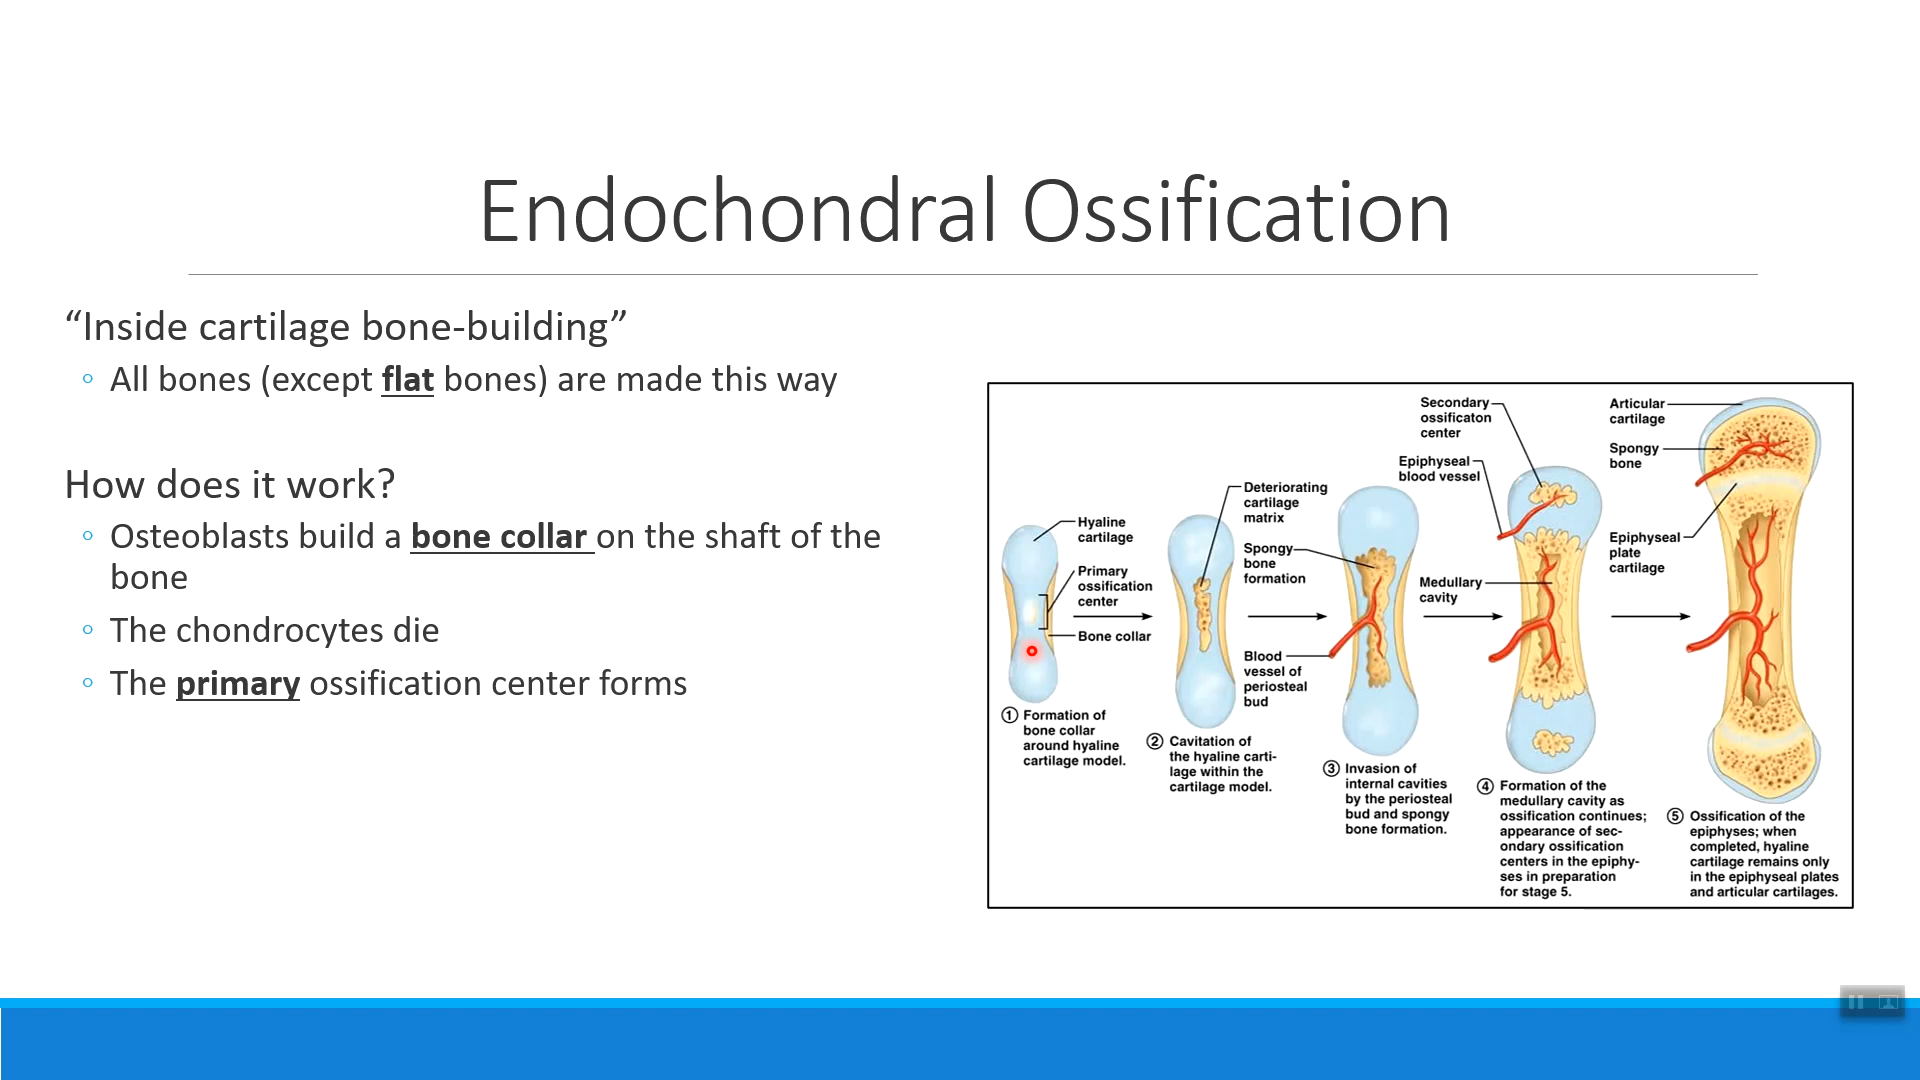 Endochondral Ossification
“Inside cartilage bone-building”
◦ All bones (except flat bones) are made this way
How does it work?
◦ Osteoblasts build a bone collar on the shaft of the
bone
◦ The chondrocytes die
◦ The primary ossification center forms
Hyaline
cartilage
Primary
ossification
center
Bone collar
① Formation of
bone collar
around hyaline
cartilage model.
Deteriorating
cartilage
matrix
Spongy
bone
formation
Blood
vessel of
periosteal
bud
② Cavitation of
the hyaline carti-
lage within the
cartilage model.
③ Invasion of
internal cavities
by the periosteal
bud and spongy
bone formation.
Secondary
ossificaton
center
Epiphyseal
blood vessel
Medullary
cavity
④ Formation of the
medullary cavity as
ossification continues;
appearance of sec-
ondary ossification
centers in the epiphy-
ses in preparation
for stage 5.
Articular
cartilage
Spongy
bone
Epiphyseal
plate
cartilage
⑤ Ossification of the
epiphyses; when
completed, hyaline
cartilage remains only
in the epiphyseal plates
and articular cartilages.